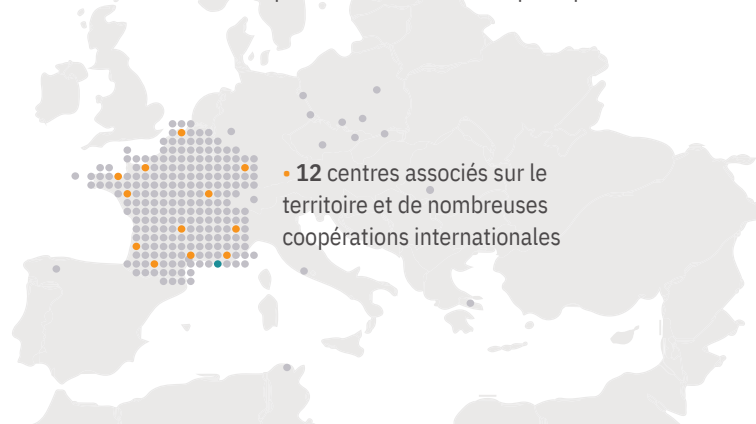 • 12 centres associés sur le
territoire et de nombreuses
coopérations internationales